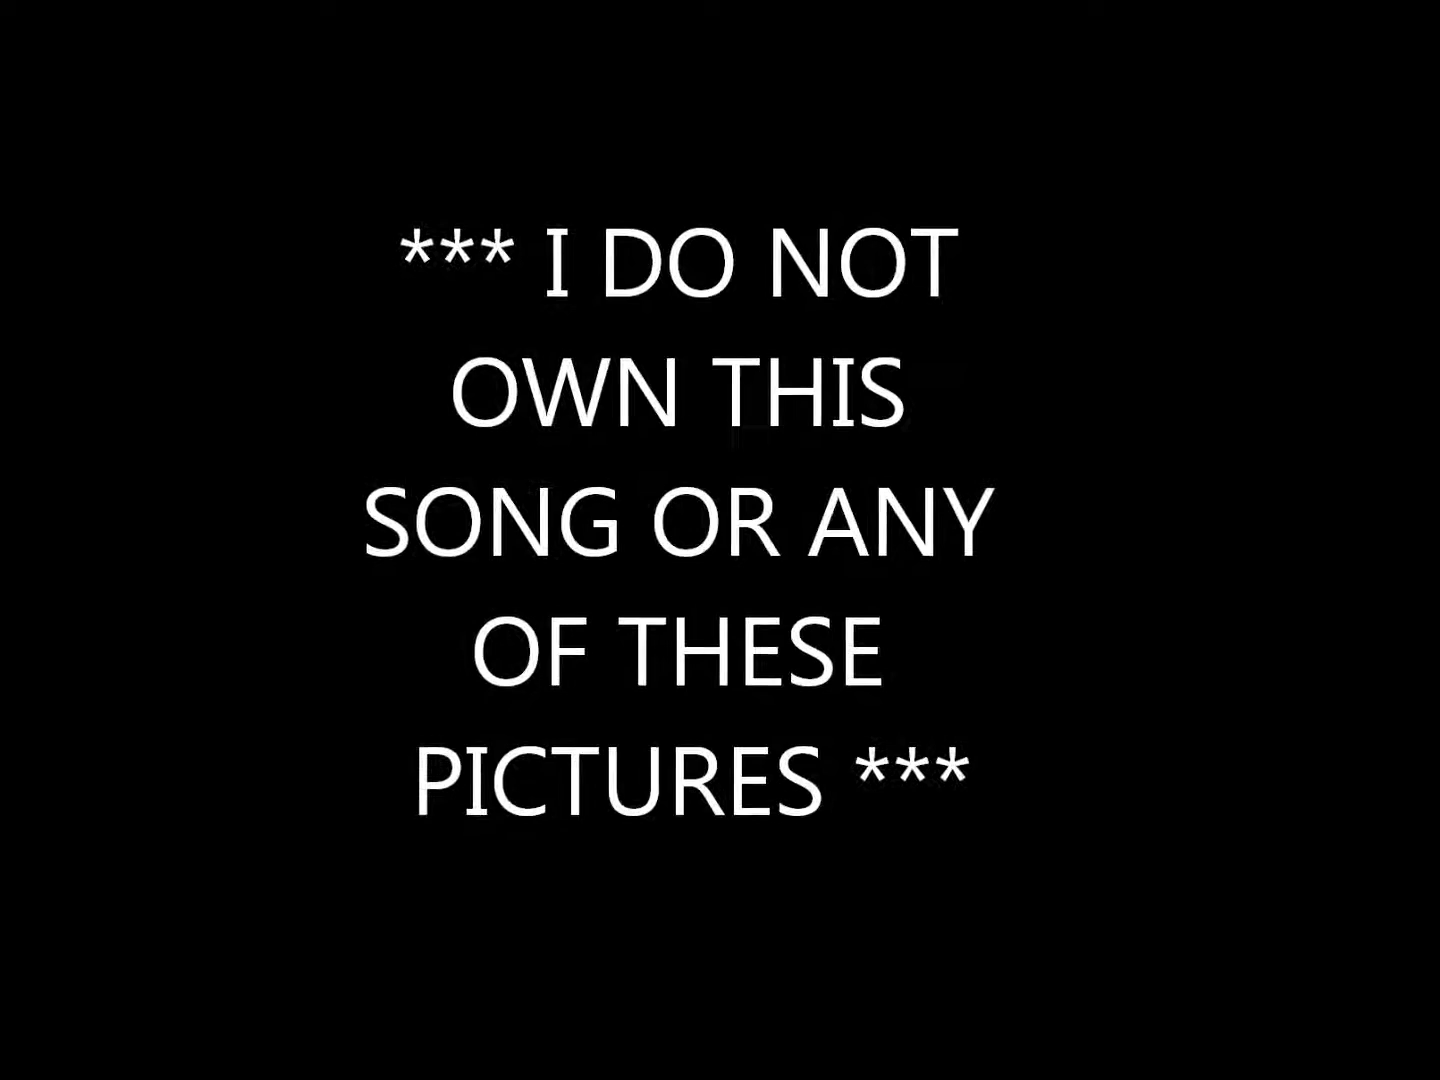 *** I DO NOT
OWN THIS
SONG OR ANY
OF THESE
PICTURES ***